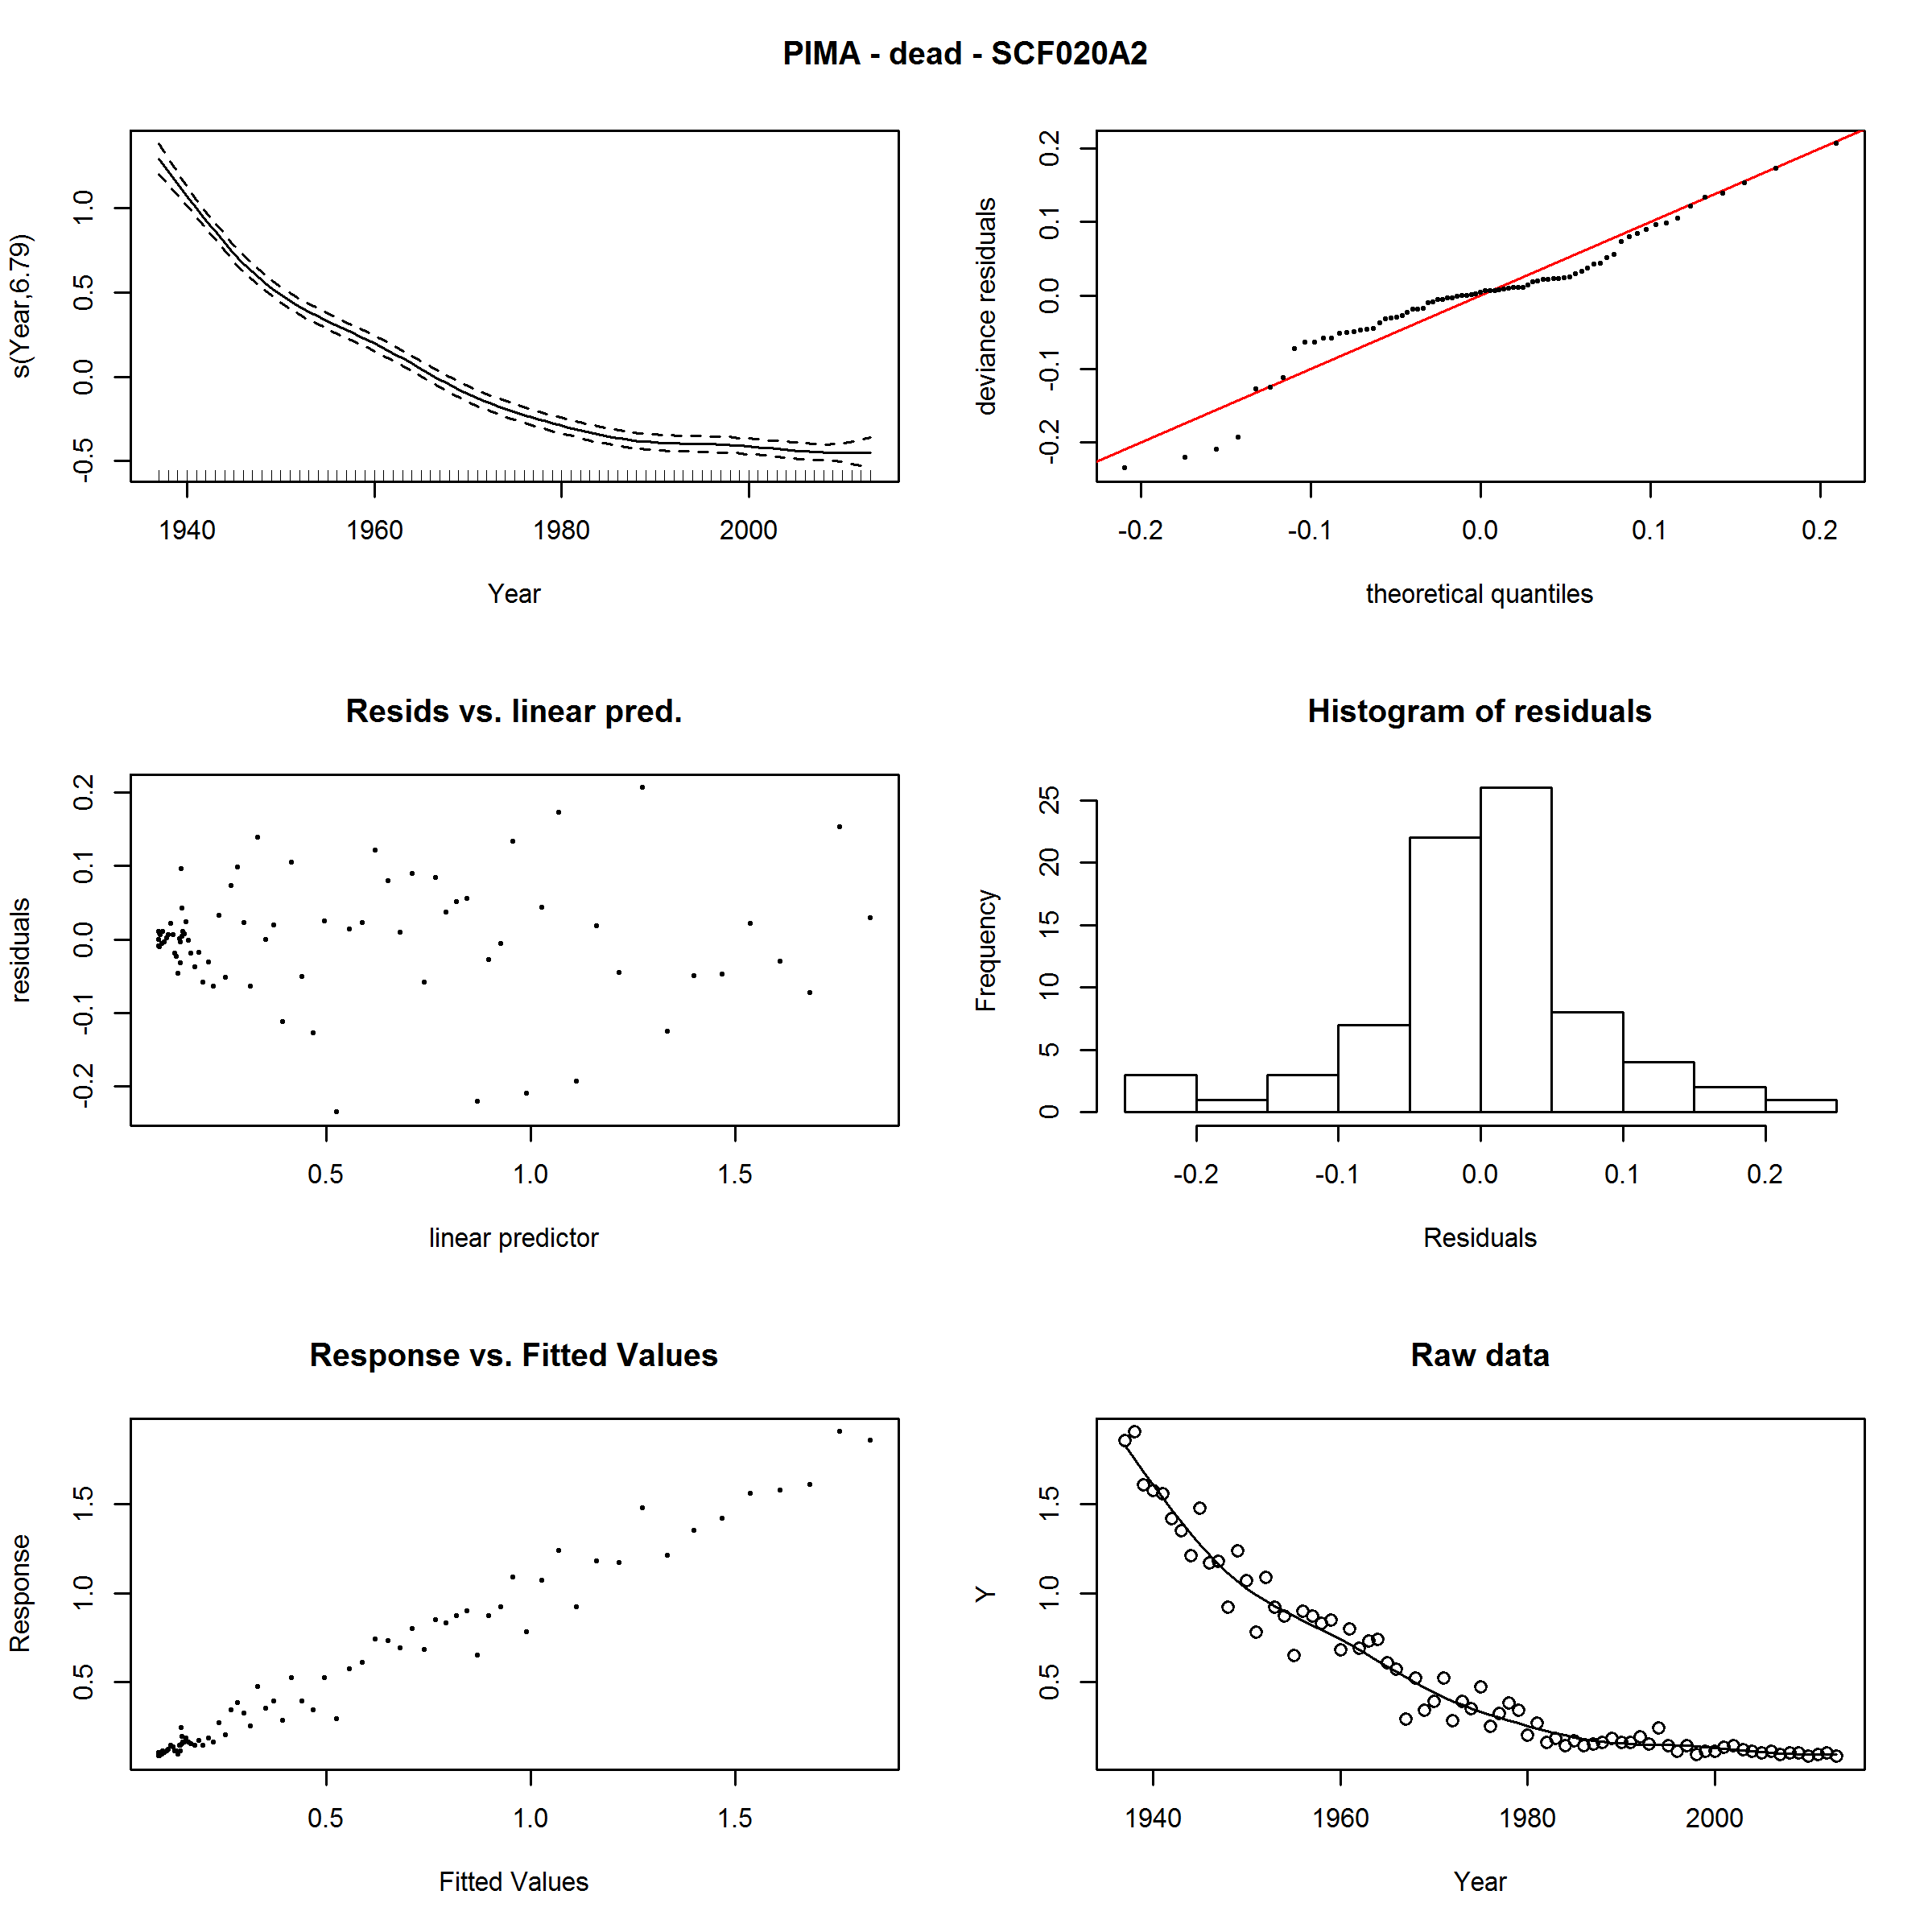 PIMA - dead - SCF020A2
s(Year,6.79)
-0.5 0.0 0.5 1.0
1940 1960 1980 2000
Year
deviance residuals
-0.2 -0.1 0.0 0.1 0.2
-0.2 -0.1 0.0 0.1 0.2
theoretical quantiles
Resids vs. linear pred.
residuals
-0.2 -0.1 0.0 0.1 0.2
0.5 1.0 1.5
linear predictor
Histogram of residuals
Frequency
0 5 10 15 20 25
-0.2 -0.1 0.0 0.1 0.2
Residuals
Response vs. Fitted Values
Response
0.5 1.0 1.5
0.5 1.0 1.5
Fitted Values
Raw data
Y
0.5 1.0 1.5
1940 1960 1980 2000
Year